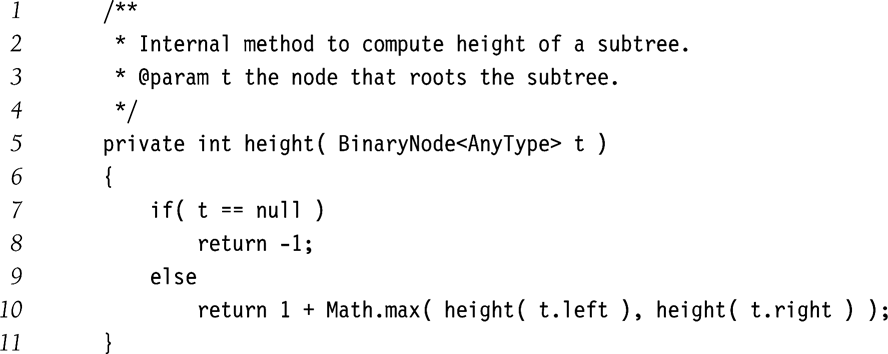 1 /**
2 * Internal method to compute height of a subtree.
3 * @param t the node that roots the subtree.
4 */
5 private int height( BinaryNode<AnyType> t )
6 {
7 if( t == null )
8 return -1;
9 else
10 return 1 + Math.max( height( t.left ), height( t.right ) );
11 }